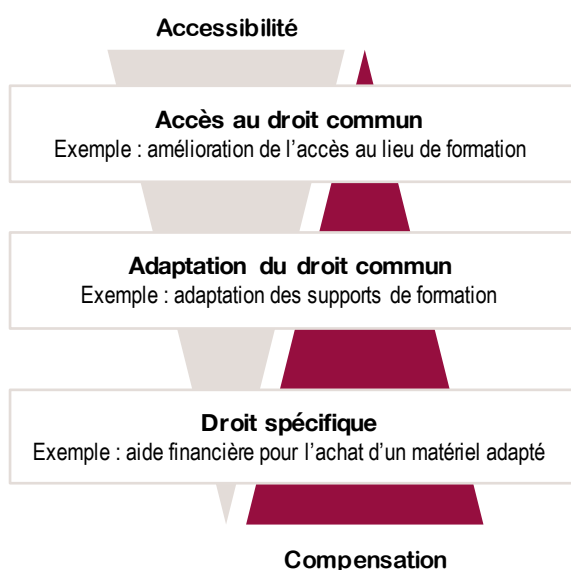 Accessibilité
Accès au droit commun
Exemple : amélioration de l’accès au lieu de formation
Adaptation du droit commun
Exemple : adaptation des supports de formation
Droit spécifique
Exemple : aide financière pour l’achat d’un matériel adapté
Compensation